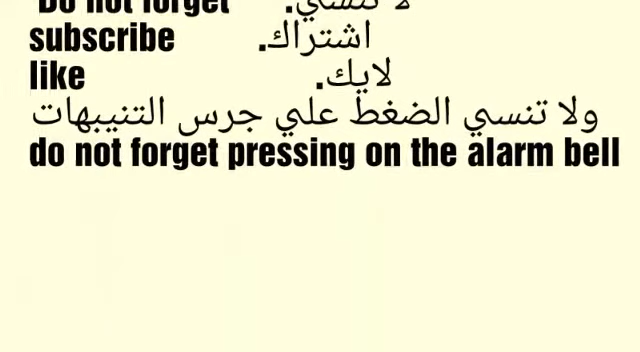 Do not forget لا تنسي.
subscribe اشتراك.
like لايك.
ولا تنسي الضغط علي جرس التنيبهات
do not forget pressing on the alarm bell